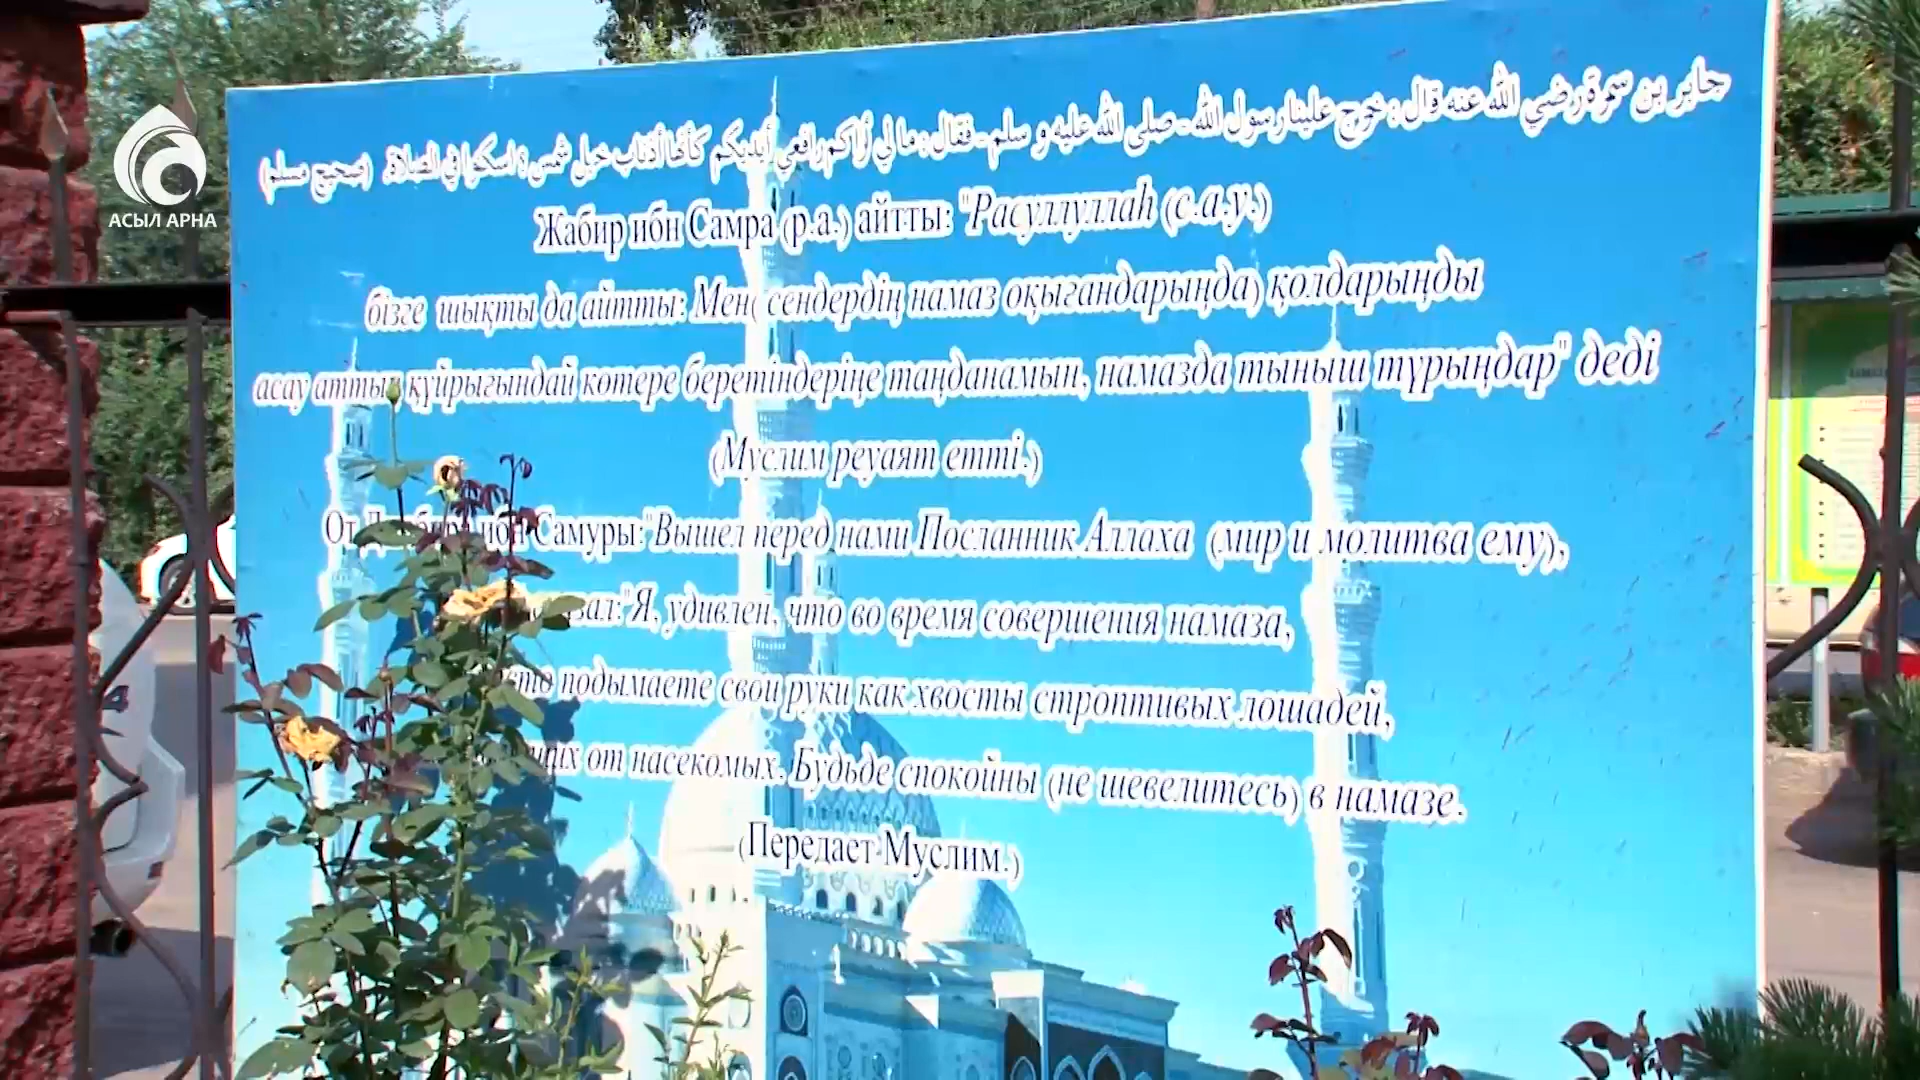 АСЫЛ АРНА
جابر بن سمرة رضي الله عنه قال : خرج علينا رسول الله - صلى الله عليه و سلم - فقال : ما لي أراكم رافعي أيديكم كأنها أذناب خيل شمس ؛ اسكنوا في الصلاة. (صحيح مسلم)
Жабир ибн Самра (р.а.) айтты: "Расуллуллаһ (с.а.у.)
бізге шықты да айтты: Мен( сендердің намаз оқығандарыңда) қолдарыңды
асау аттың құйрығындай көтере беретіндеріңе таңданамын, намазда тыныш тұрыңдар" деді
(Муслим реуаят етті.)
От ибн Самуры:"Вышел перед нами Посланник Аллаха (мир и молитва ему),
"Я, удивлен, что во время совершения намаза,
подымаете свои руки как хвосты строптивых лошадей,
от насекомых. Будьде спокойны (не шевелитесь) в намазе.
(Передает Муслим.)